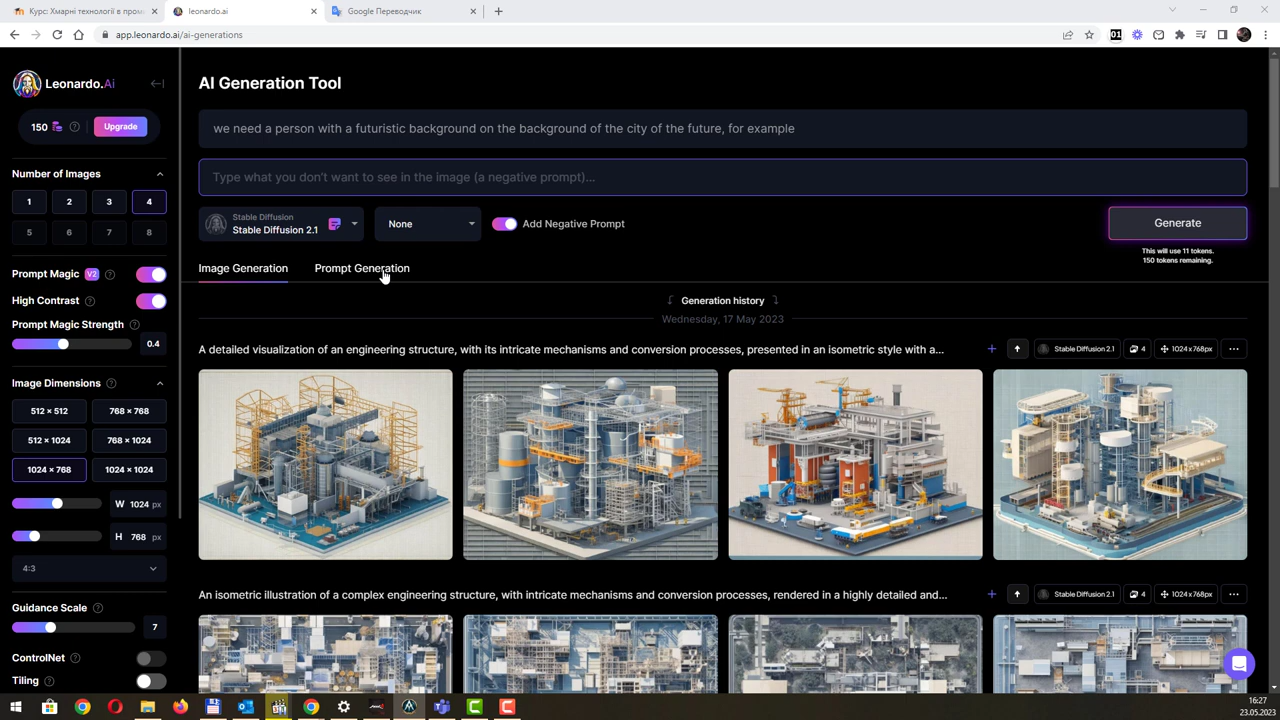 Курс: Хмарні технології в пром
leonardo.ai
Google Переводчик
app.leonardo.ai/ai-generations
01
Leonardo.Ai
150
Upgrade
Number of Images
1 2 3 4
5 6 7 8
Prompt Magic V2
High Contrast
Prompt Magic Strength
0.4
Image Dimensions
512 × 512 768 × 768
512 × 1024 768 × 1024
1024 × 768 1024 × 1024
W 1024 px
H 768 px
4:3
Guidance Scale
7
ControlNet
Tiling
AI Generation Tool
we need a person with a futuristic background on the background of the city of the future, for example
Type what you don't want to see in the image (a negative prompt)...
Stable Diffusion
Stable Diffusion 2.1
None
Add Negative Prompt
Generate
This will use 11 tokens.
150 tokens remaining.
Image Generation Prompt Generation
Generation history
Wednesday, 17 May 2023
A detailed visualization of an engineering structure, with its intricate mechanisms and conversion processes, presented in an isometric style with a...
Stable Diffusion 2.1 4 1024x768px
An isometric illustration of a complex engineering structure, with intricate mechanisms and conversion processes, rendered in a highly detailed and...
Stable Diffusion 2.1 4 1024x768px
16:27
23.05.2023